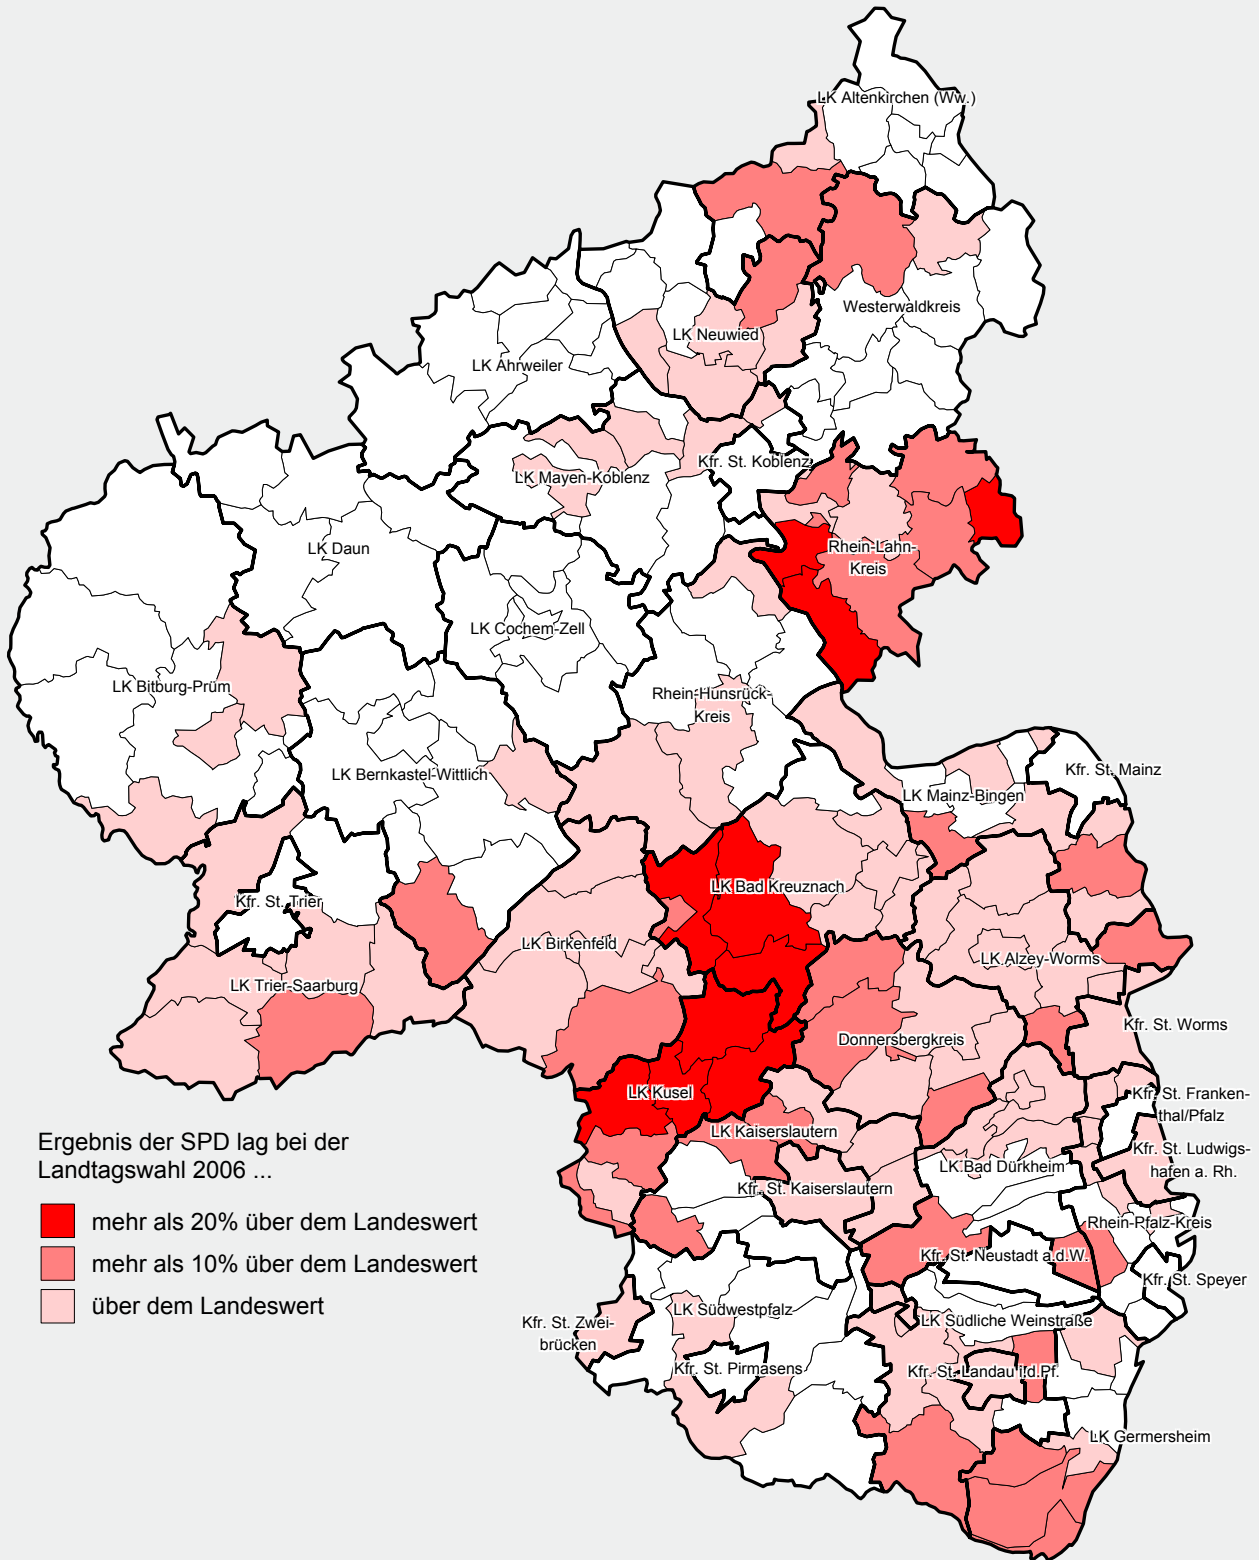 LK Altenkirchen (Ww.)
Westerwaldkreis
LK Neuwied
LK Ahrweiler
Kfr. St. Koblenz
LK Mayen-Koblenz
LK Daun
Rhein-Lahn-
Kreis
LK Cochem-Zell
LK Bitburg-Prüm
Rhein-Hunsrück-
Kreis
LK Bernkastel-Wittlich
Kfr. St. Mainz
LK Mainz-Bingen
LK Bad Kreuznach
Kfr. St. Trier
LK Birkenfeld
LK Alzey-Worms
LK Trier-Saarburg
Kfr. St. Worms
Donnersbergkreis
LK Kusel
Kfr. St. Franken-
thal/Pfalz
LK Kaiserslautern
Kfr. St. Ludwigs-
hafen a. Rh.
LK Bad Dürkheim
Kfr. St. Kaiserslautern
Rhein-Pfalz-Kreis
Kfr. St. Neustadt a.d.W.
Kfr. St. Speyer
LK Südwestpfalz
LK Südliche Weinstraße
Kfr. St. Zwei-
brücken
Kfr. St. Pirmasens
Kfr. St. Landau i.d.Pf.
LK Germersheim
Ergebnis der SPD lag bei der
Landtagswahl 2006 ...
mehr als 20% über dem Landeswert
mehr als 10% über dem Landeswert
über dem Landeswert